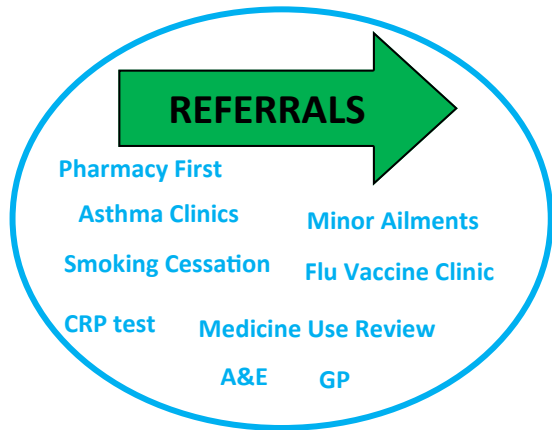 REFERRALS
Pharmacy First
Asthma Clinics
Minor Ailments
Smoking Cessation
Flu Vaccine Clinic
CRP test
Medicine Use Review
A&E
GP